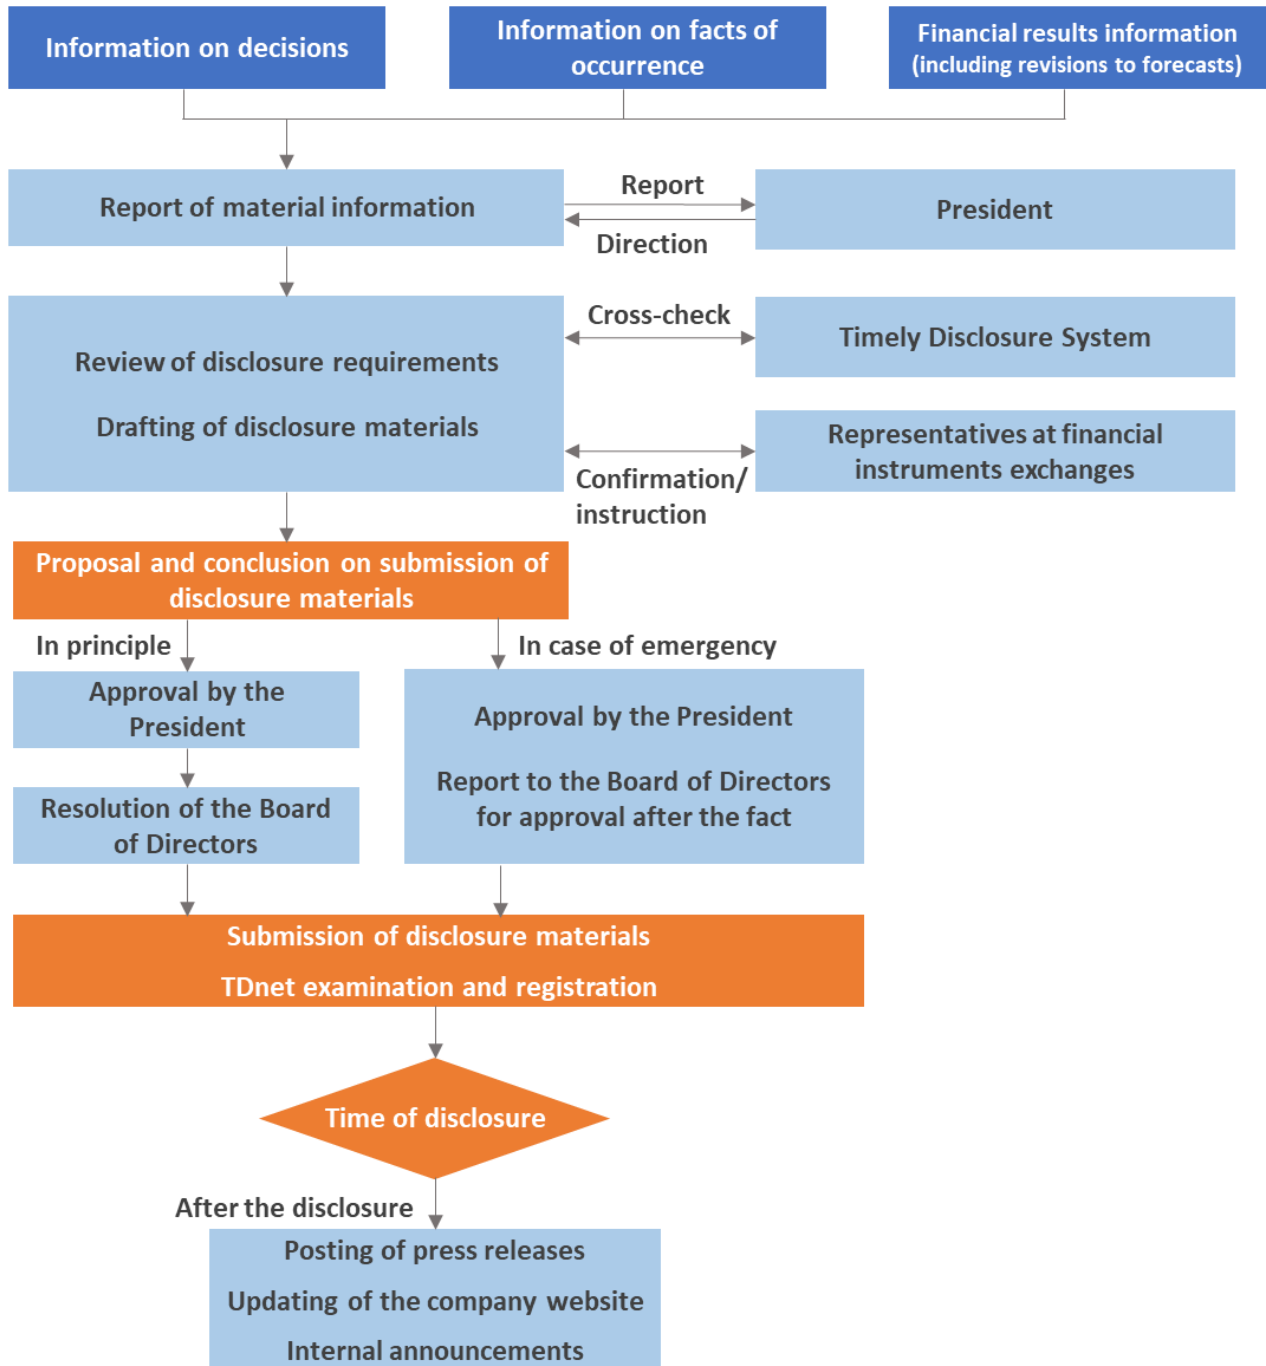 Information on decisions
Information on facts of
occurrence
Financial results information
(including revisions to forecasts)
Report of material information
Report
Direction
President
Review of disclosure requirements
Drafting of disclosure materials
Cross-check
Timely Disclosure System
Confirmation/
instruction
Representatives at financial
instruments exchanges
Proposal and conclusion on submission of
disclosure materials
In principle
In case of emergency
Approval by the
President
Resolution of the Board
of Directors
Approval by the President
Report to the Board of Directors
for approval after the fact
Submission of disclosure materials
TDnet examination and registration
Time of disclosure
After the disclosure
Posting of press releases
Updating of the company website
Internal announcements